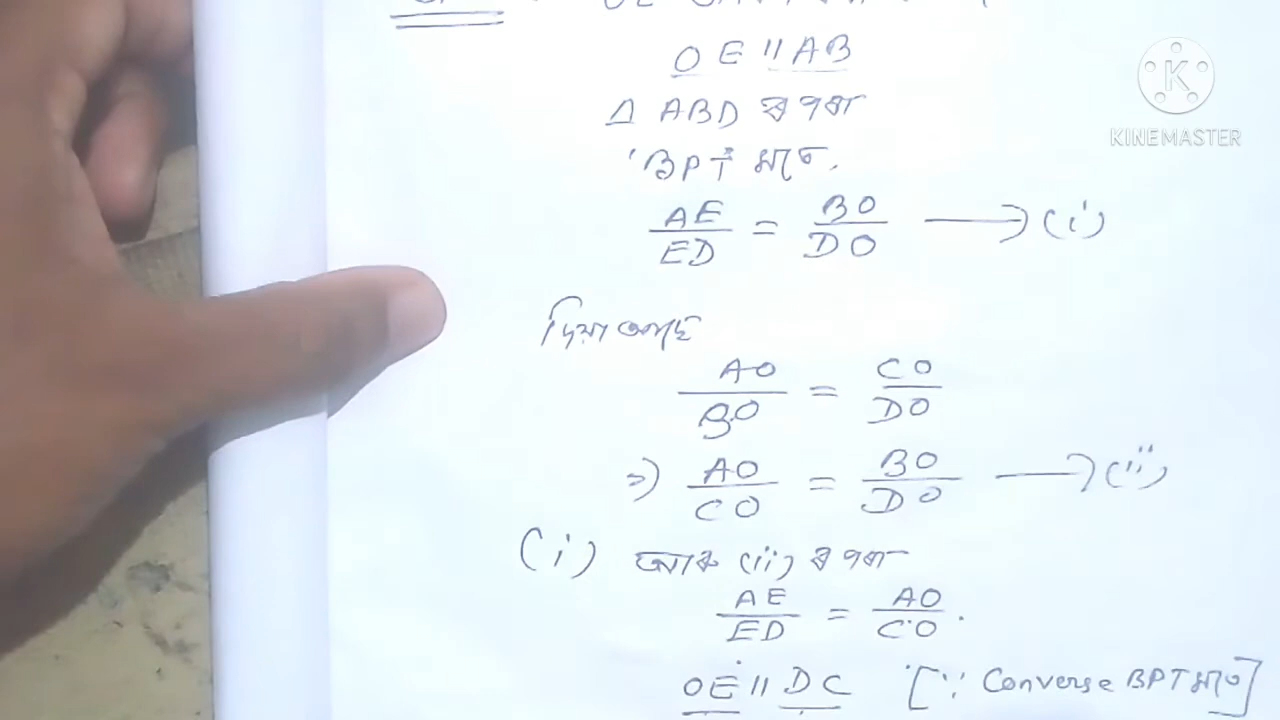 OE || AB
KINEMASTER
Δ ABD ৰ পৰা
BPT মতে,
AE/ED = BO/DO ⟶ (i)
দিয়া আছে
AO/BO = CO/DO
⇒ AO/CO = BO/DO ⟶ (ii)
(i) আৰু (ii) ৰ পৰা
AE/ED = AO/CO.
OE || DC [∵ Converse BPT মতে]